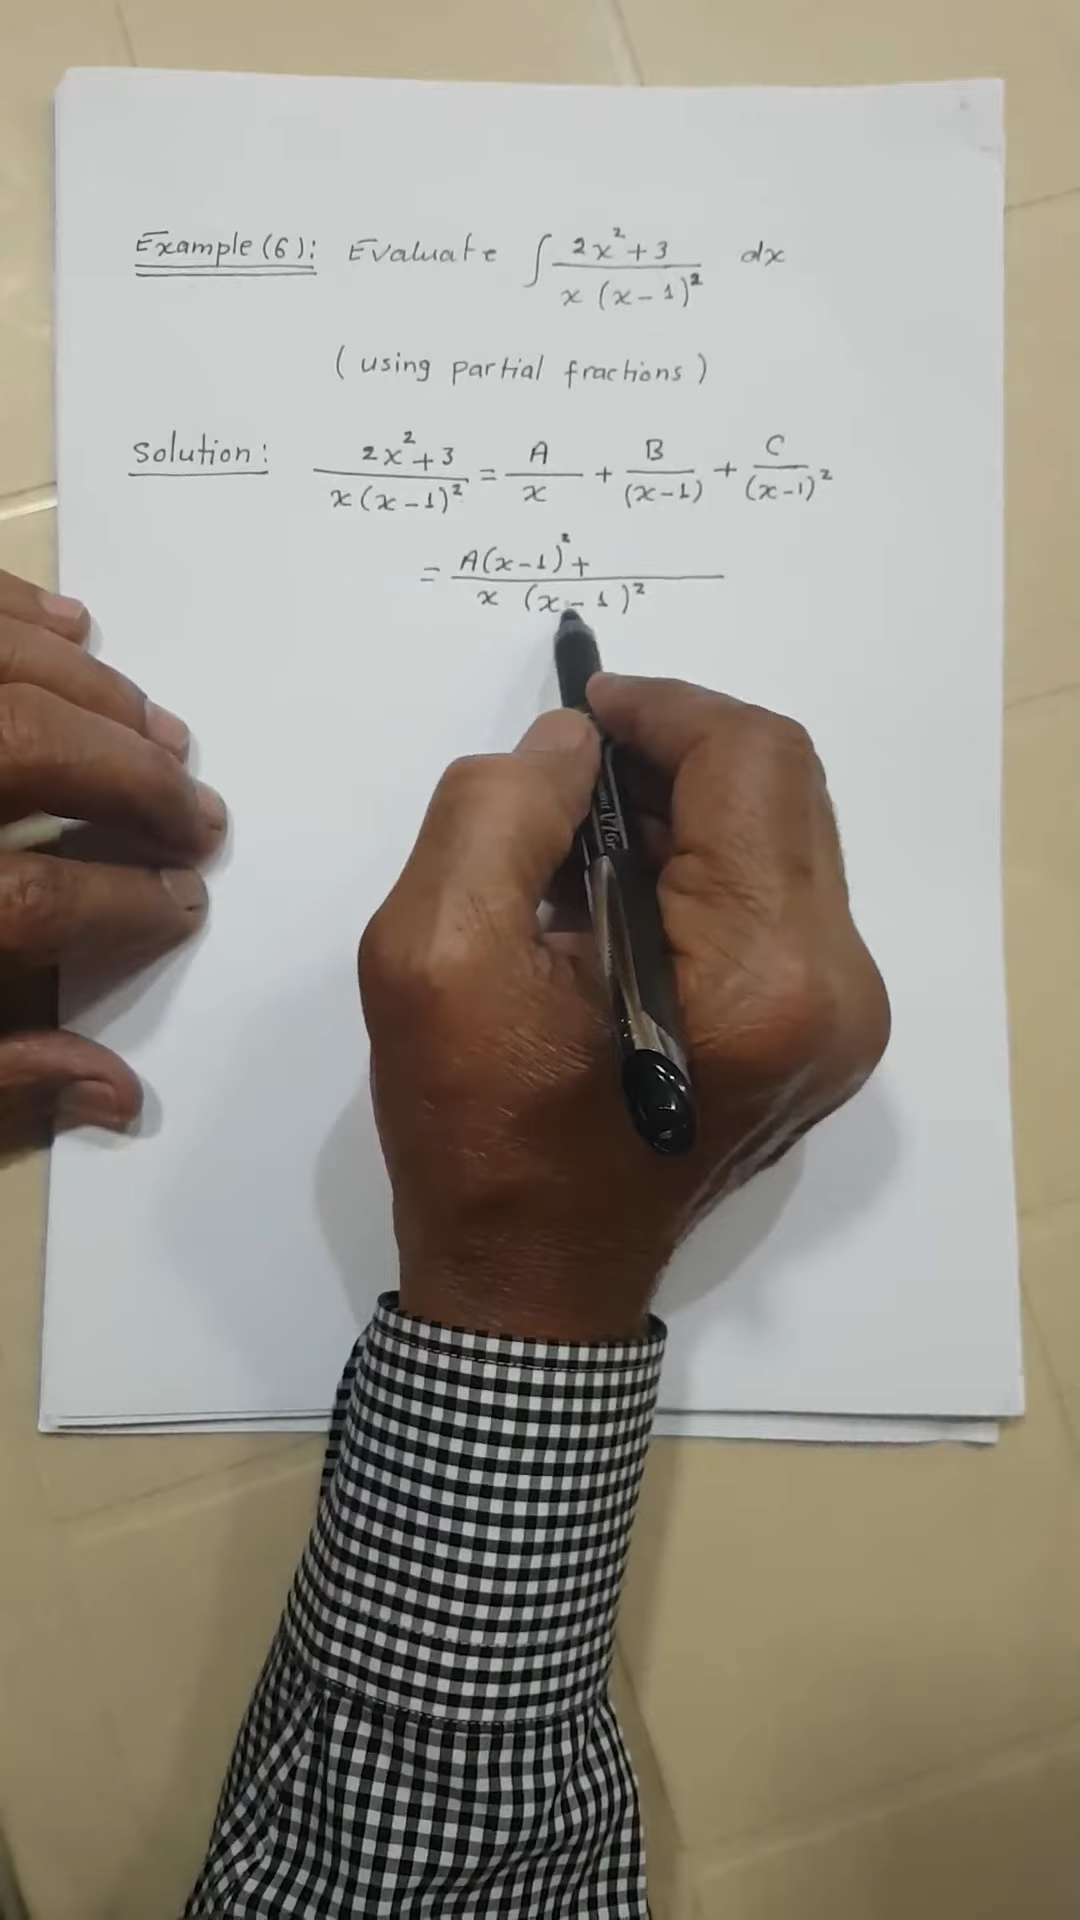 Example (6): Evaluate ∫ (2x²+3)/(x (x-1)²) dx
(using partial fractions)
Solution: (2x²+3)/(x(x-1)²) = A/x + B/(x-1) + C/(x-1)²
= (A(x-1)²+)/(x (x-1)²)